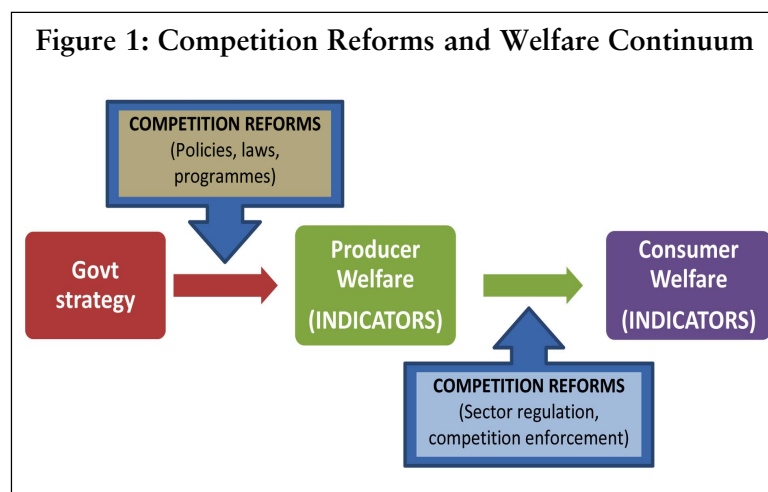 Figure 1: Competition Reforms and Welfare Continuum
COMPETITION REFORMS
(Policies, laws,
programmes)
Govt
strategy
Producer
Welfare
(INDICATORS)
Consumer
Welfare
(INDICATORS)
COMPETITION REFORMS
(Sector regulation,
competition enforcement)